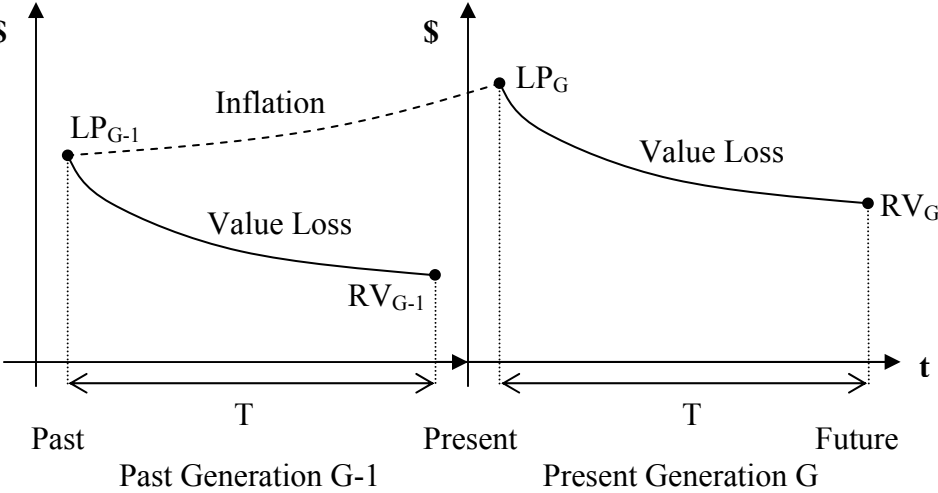 $
$
LP_G
Inflation
LP_G-1
Value Loss
Value Loss
RV_G
RV_G-1
t
T
T
Past
Present
Future
Past Generation G-1
Present Generation G